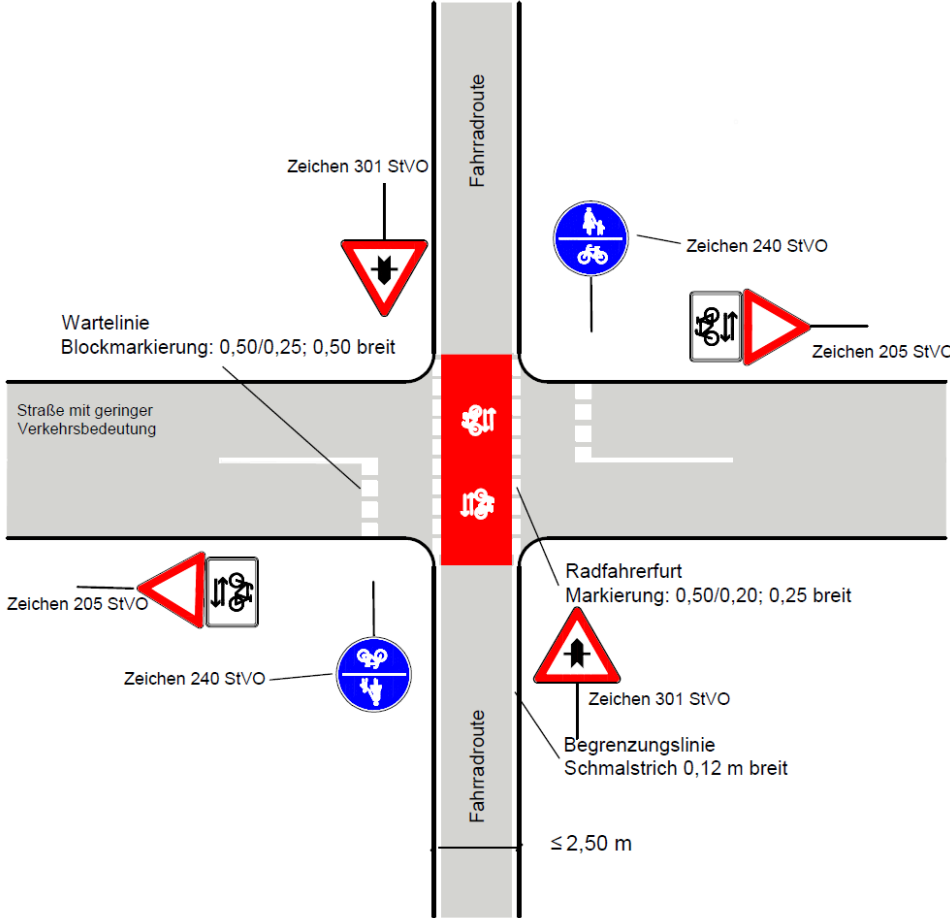 Fahrradroute
Zeichen 301 StVO
Zeichen 240 StVO
Wartelinie
Blockmarkierung: 0,50/0,25; 0,50 breit
Zeichen 205 StVO
Straße mit geringer
Verkehrsbedeutung
Radfahrerfurt
Markierung: 0,50/0,20; 0,25 breit
Zeichen 205 StVO
Zeichen 240 StVO
Zeichen 301 StVO
Begrenzungslinie
Schmalstrich 0,12 m breit
Fahrradroute
≤ 2,50 m